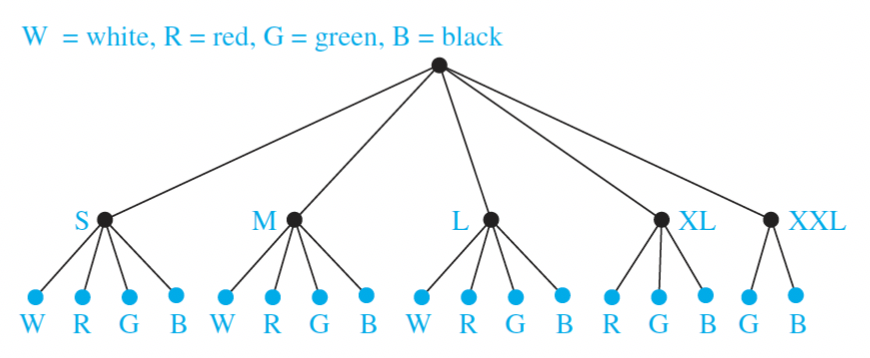 W = white, R = red, G = green, B = black
S M L XL XXL
W R G B W R G B W R G B R G B G B